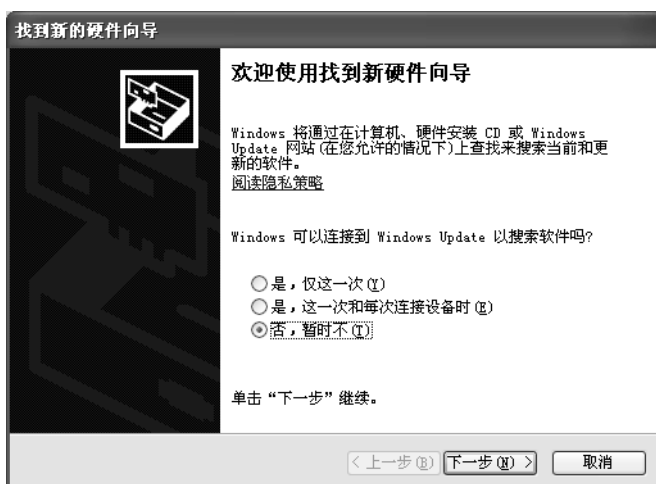 找到新的硬件向导
欢迎使用找到新硬件向导
Windows 将通过在计算机、硬件安装 CD 或 Windows
Update 网站(在您允许的情况下)上查找来搜索当前和更
新的软件。
阅读隐私策略
Windows 可以连接到 Windows Update 以搜索软件吗?
是，仅这一次(Y)
是，这一次和每次连接设备时(E)
否，暂时不(T)
单击“下一步”继续。
< 上一步(B) 下一步(N) > 取消